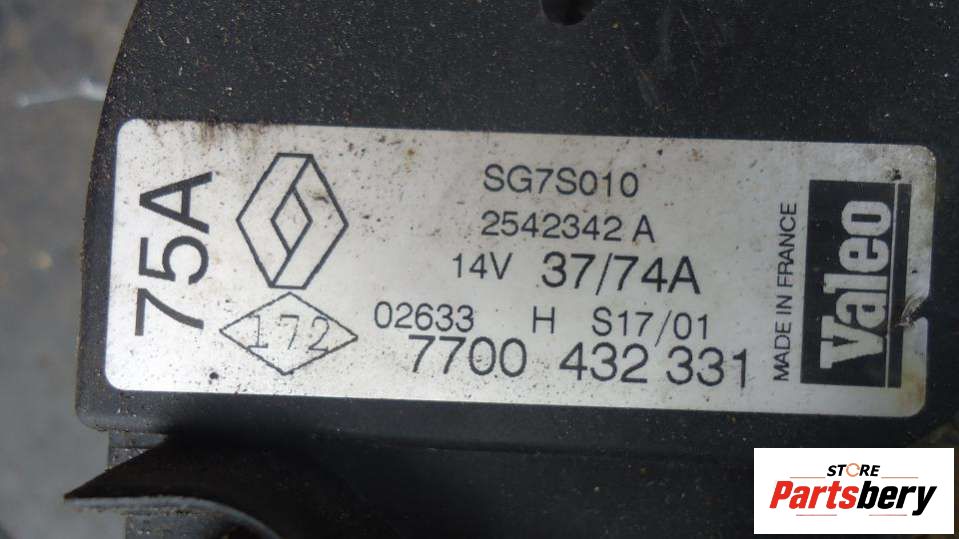 75A
SG7S010
2542342 A
14V 37/74A
172
02633 H S17/01
7700 432 331
MADE IN FRANCE
Valeo
STORE
Partsbery